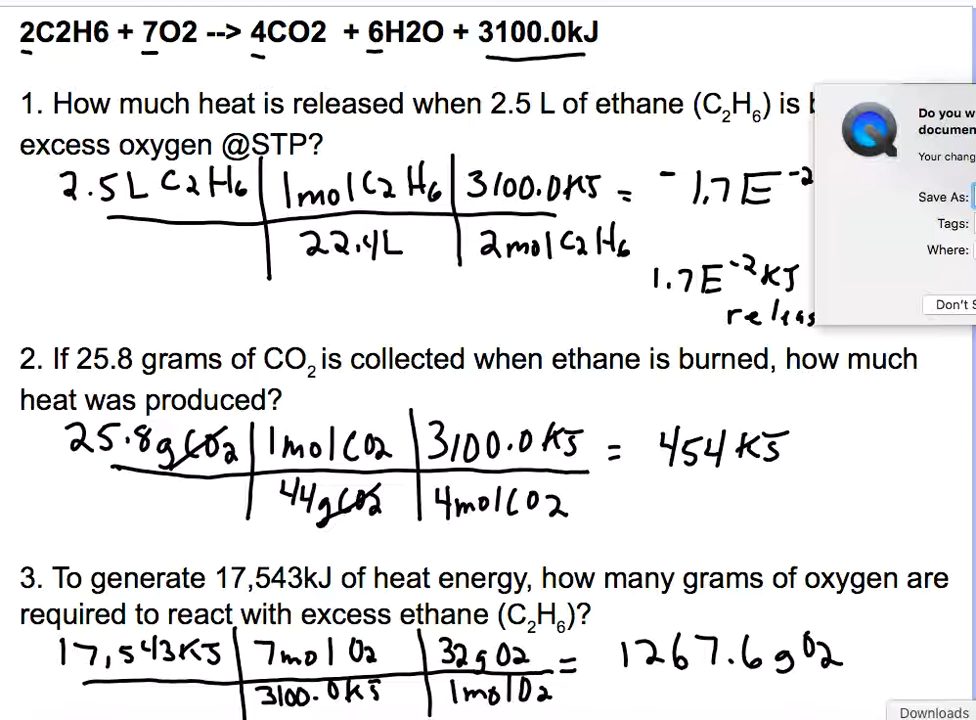 2C2H6 + 7O2 --> 4CO2 + 6H2O + 3100.0kJ
1. How much heat is released when 2.5 L of ethane (C₂H₆) is
excess oxygen @STP?
2.5L C2H6 | 1mol C2H6 | 3100.0KJ = - 1.7E⁻²
22.4L | 2mol C2H6
1.7E⁻²KJ
releas
Do you w
documen
Your chang
Save As:
Tags:
Where:
Don't S
2. If 25.8 grams of CO₂ is collected when ethane is burned, how much
heat was produced?
25.8g CO2 | 1mol CO2 | 3100.0 KJ = 454 KJ
44g CO2 | 4mol CO2
3. To generate 17,543kJ of heat energy, how many grams of oxygen are
required to react with excess ethane (C₂H₆)?
17,543KJ | 7mol O2 | 32g O2 = 1267.6g O2
3100.0KJ | 1mol O2
Downloads